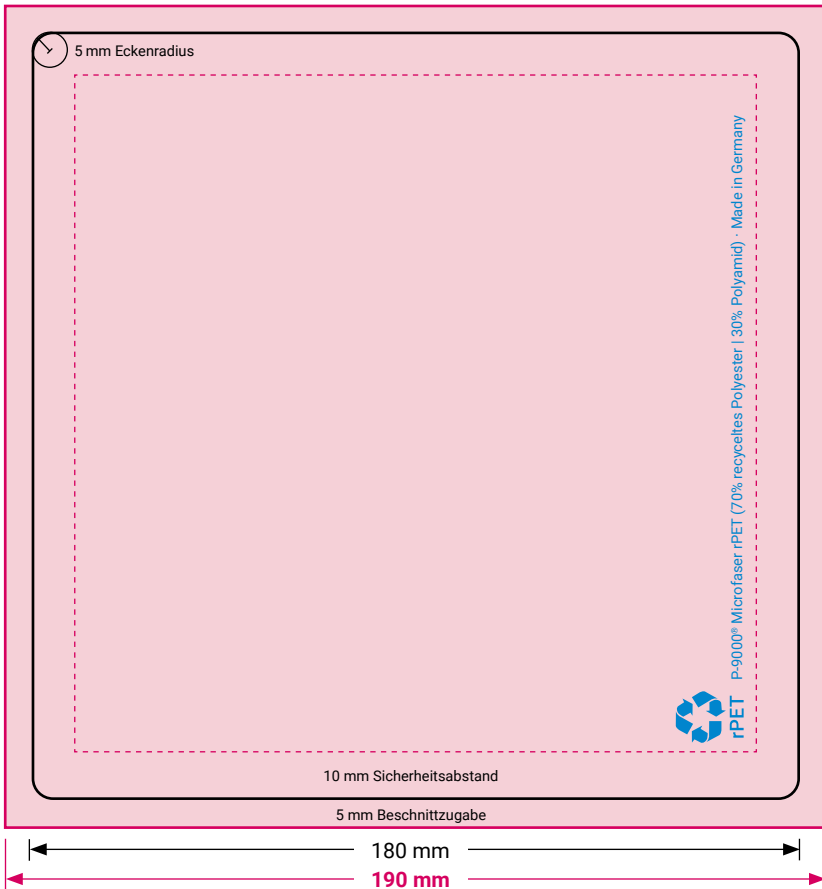 5 mm Eckenradius
P-9000® Microfaser rPET (70% recyceltes Polyester | 30% Polyamid) · Made in Germany
rPET
10 mm Sicherheitsabstand
5 mm Beschnittzugabe
180 mm
190 mm